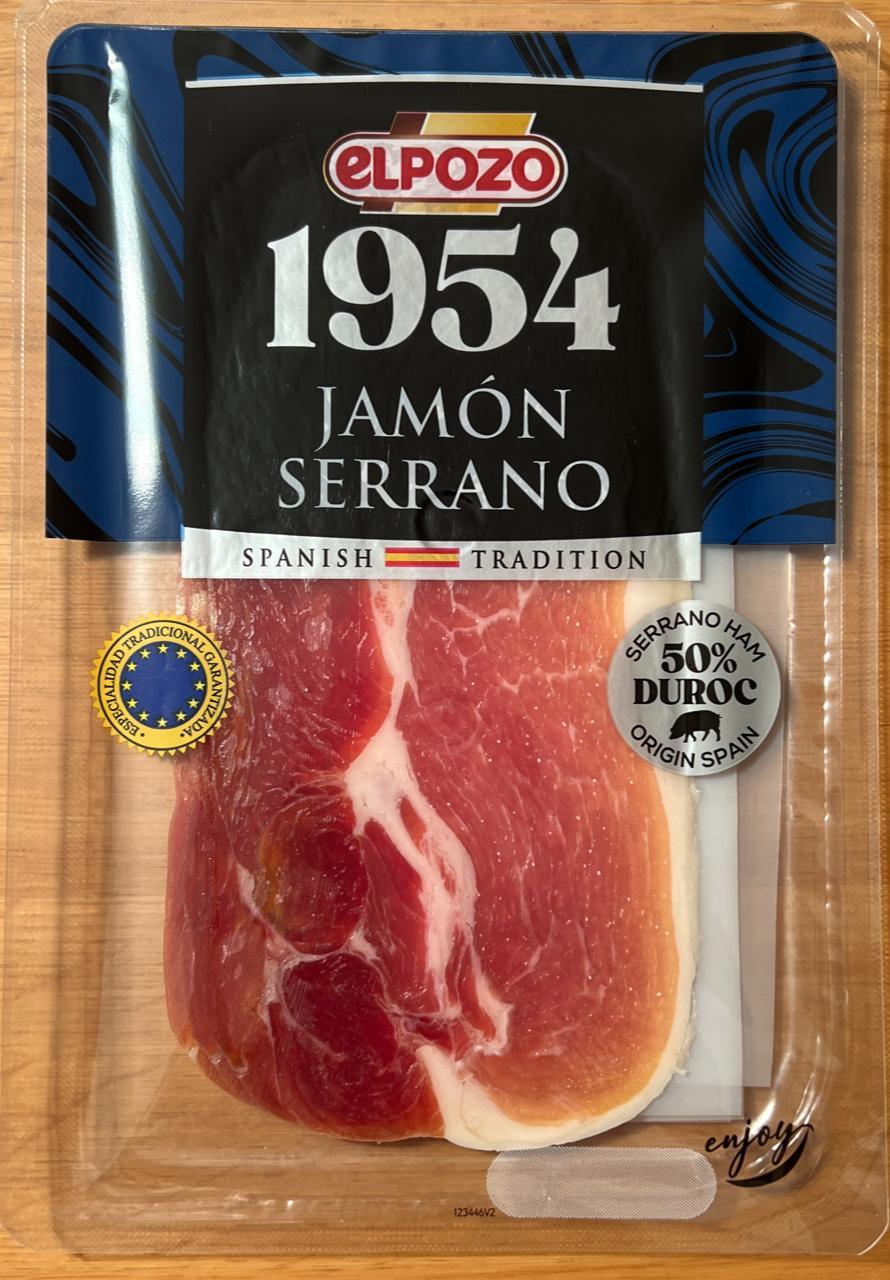 ELPOZO
1954
JAMÓN
SERRANO
SPANISH TRADITION
ESPECIALIDAD TRADICIONAL GARANTIZADA
SERRANO HAM
50%
DUROC
ORIGIN SPAIN
enjoy
123446V2